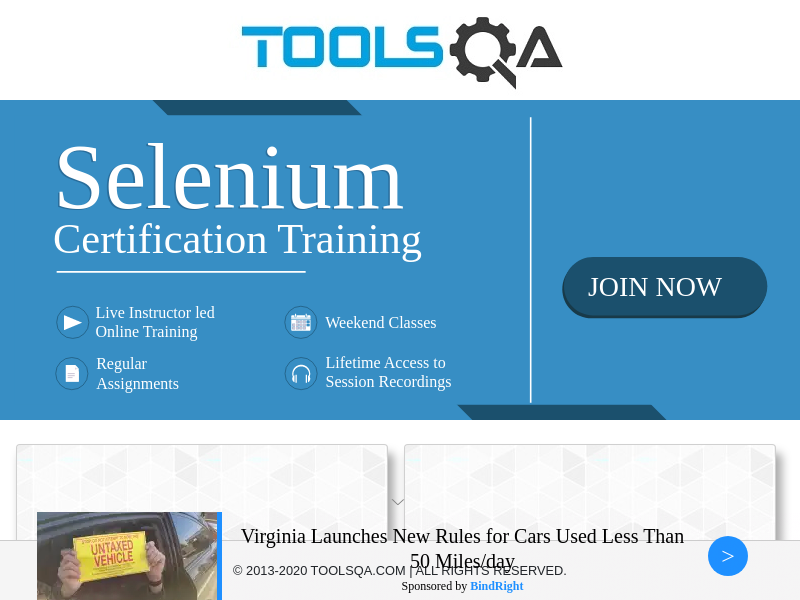 TOOLSQA
Selenium
Certification Training
Live Instructor led
Online Training
Weekend Classes
Regular
Assignments
Lifetime Access to
Session Recordings
JOIN NOW
UNTAXED
VEHICLE
Virginia Launches New Rules for Cars Used Less Than
50 Miles/day
© 2013-2020 TOOLSQA.COM | ALL RIGHTS RESERVED.
Sponsored by BindRight
>